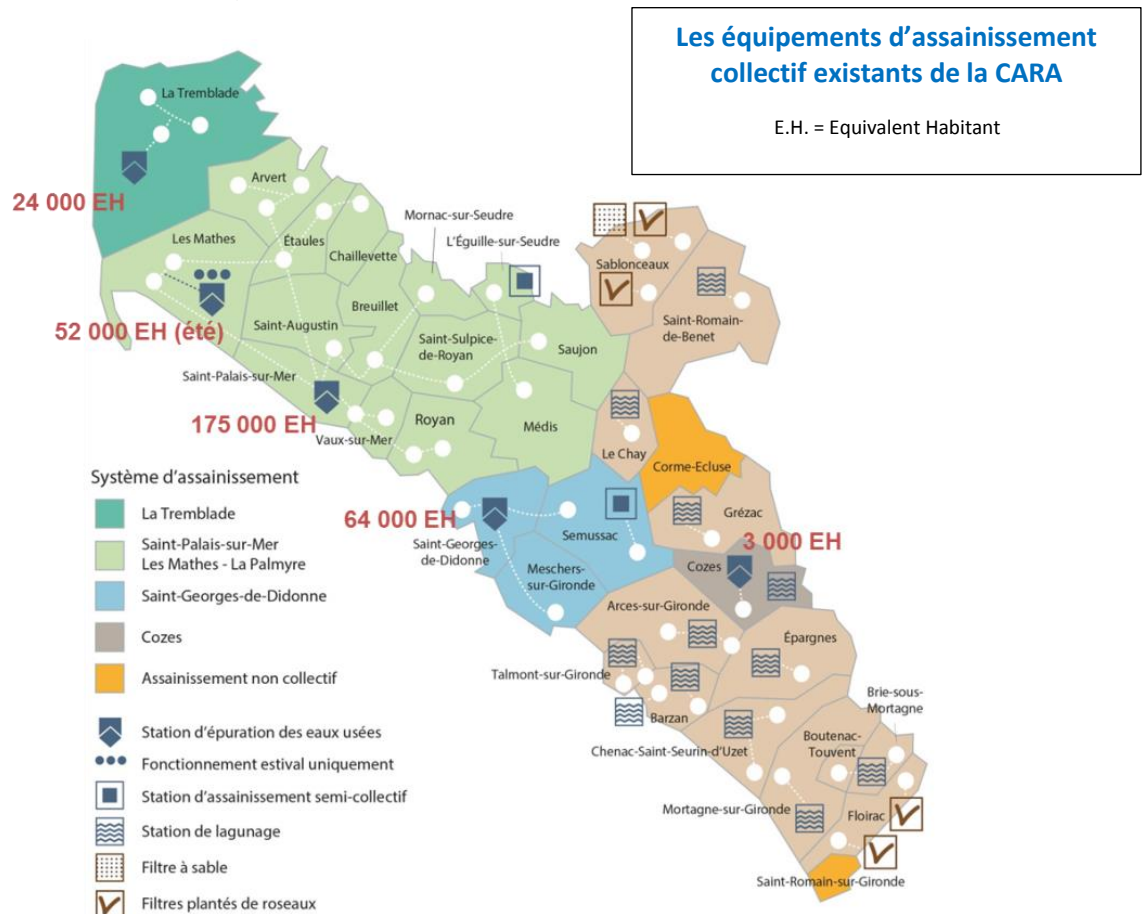 Les équipements d’assainissement
collectif existants de la CARA
E.H. = Equivalent Habitant
La Tremblade
24 000 EH
Arvert
Mornac-sur-Seudre
L'Éguille-sur-Seudre
Les Mathes
Étaules
Chaillevette
Sablonceaux
Breuillet
Saint-Romain-
de-Benet
52 000 EH (été)
Saint-Augustin
Saint-Sulpice-
de-Royan
Saujon
Saint-Palais-sur-Mer
175 000 EH
Royan
Médis
Vaux-sur-Mer
Le Chay
Corme-Ecluse
64 000 EH
Grézac
Saint-Georges-
de-Didonne
Semussac
3 000 EH
Cozes
Meschers-
sur-Gironde
Arces-sur-Gironde
Épargnes
Talmont-sur-Gironde
Brie-sous-
Mortagne
Barzan
Boutenac-
Touvent
Chenac-Saint-Seurin-d'Uzet
Mortagne-sur-Gironde
Floirac
Saint-Romain-sur-Gironde
Système d'assainissement
La Tremblade
Saint-Palais-sur-Mer
Les Mathes - La Palmyre
Saint-Georges-de-Didonne
Cozes
Assainissement non collectif
Station d'épuration des eaux usées
Fonctionnement estival uniquement
Station d'assainissement semi-collectif
Station de lagunage
Filtre à sable
Filtres plantés de roseaux